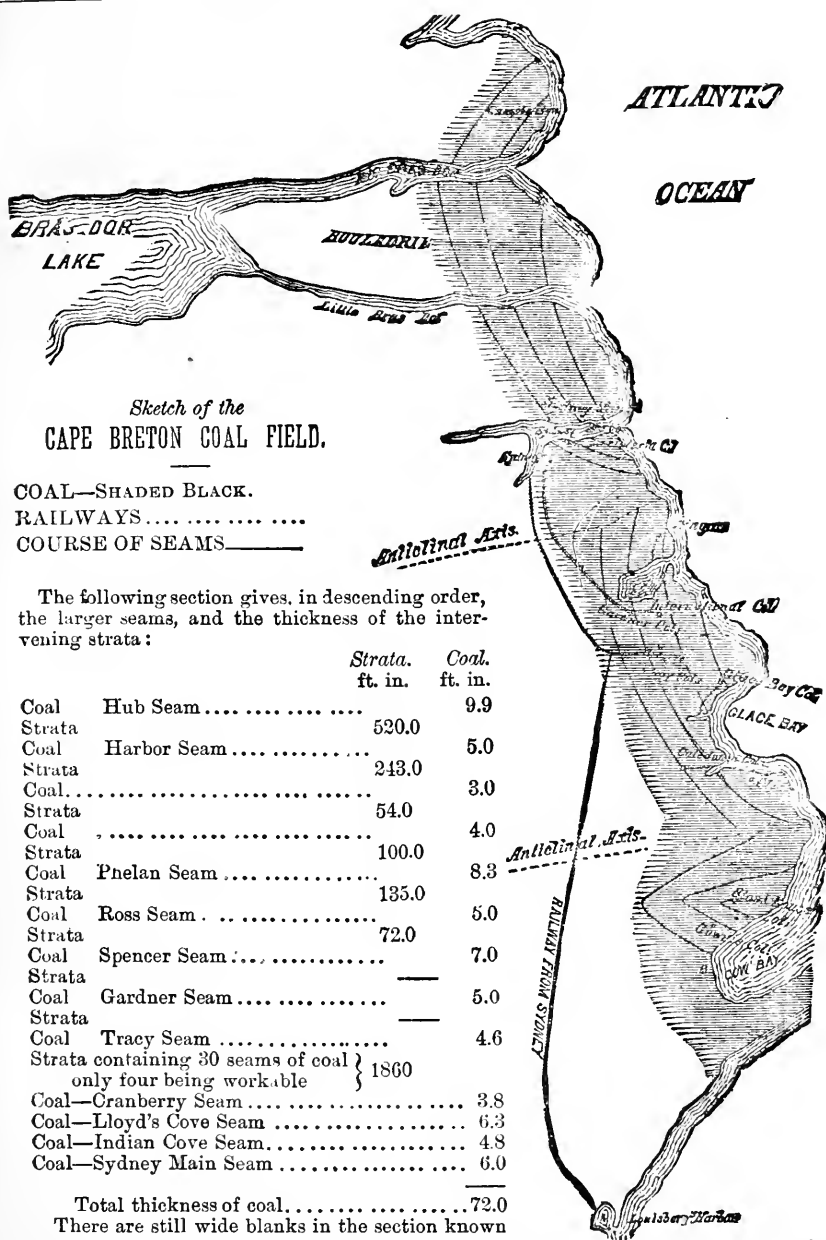 ATLANTIC
OCEAN
BRAS-DOR
LAKE
BOULEDRIE
Little Bras Dor
Sketch of the
CAPE BRETON COAL FIELD.
COAL—SHADED BLACK.
RAILWAYS.... .... .... ....
COURSE OF SEAMS
Anticlinal Axis.
The following section gives, in descending order,
the larger seams, and the thickness of the inter-
vening strata:
Strata. Coal.
ft. in. ft. in.
Coal Hub Seam.... .... .... .... 9.9
Strata 520.0
Coal Harbor Seam.... .... .... 5.0
Strata 243.0
Coal. .... .... .... .... .... .... 3.0
Strata 54.0
Coal .... .... .... .... .... .... 4.0
Strata 100.0
Coal Phelan Seam .... .... .... 8.3
Strata 135.0
Coal Ross Seam. .... .... .... 5.0
Strata 72.0
Coal Spencer Seam.... .... .... 7.0
Strata ——
Coal Gardner Seam.... .... .... 5.0
Strata ——
Coal Tracy Seam .... .... .... 4.6
Strata containing 30 seams of coal } 1860
only four being workable
Coal—Cranberry Seam .... .... .... 3.8
Coal—Lloyd's Cove Seam .... .... .... 6.3
Coal—Indian Cove Seam.... .... .... 4.8
Coal—Sydney Main Seam .... .... .... 6.0
Total thickness of coal.... .... .... 72.0
There are still wide blanks in the section known
International Col
Glace Bay Col
GLACE BAY
Anticlinal Axis.
COW BAY
RAILWAY FROM SYDNEY
Louisberg Harbour